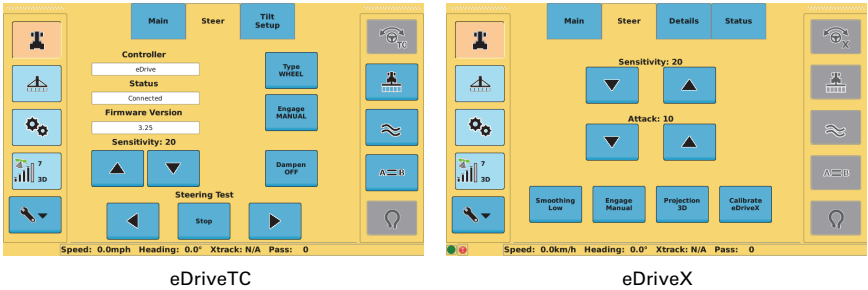 Main
Steer
Tilt
Setup
TC
Controller
eDrive
Status
Connected
Firmware Version
3.25
Sensitivity: 20
Type
WHEEL
Engage
MANUAL
Dampen
OFF
7
3D
A=B
Steering Test
Stop
Speed: 0.0mph Heading: 0.0° Xtrack: N/A Pass: 0
eDriveTC
Main
Steer
Details
Status
X
Sensitivity: 20
Attack: 10
7
3D
A=B
Smoothing
Low
Engage
Manual
Projection
3D
Calibrate
eDriveX
Speed: 0.0km/h Heading: 0.0° Xtrack: N/A Pass: 0
eDriveX